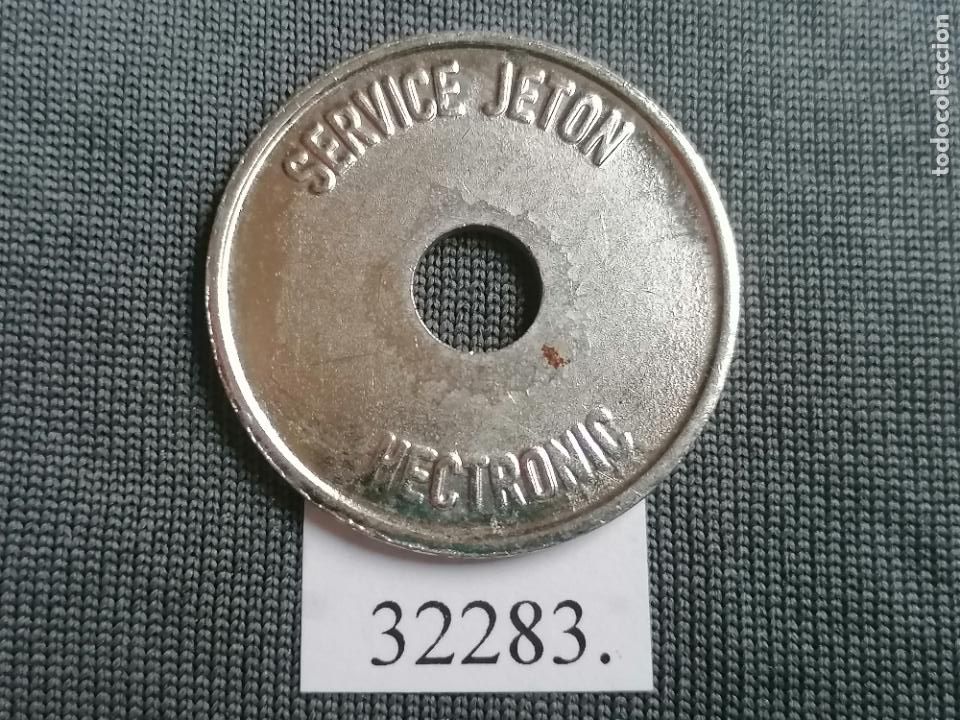 SERVICE JETON
HECTRONIC
32283.
todocoleccion